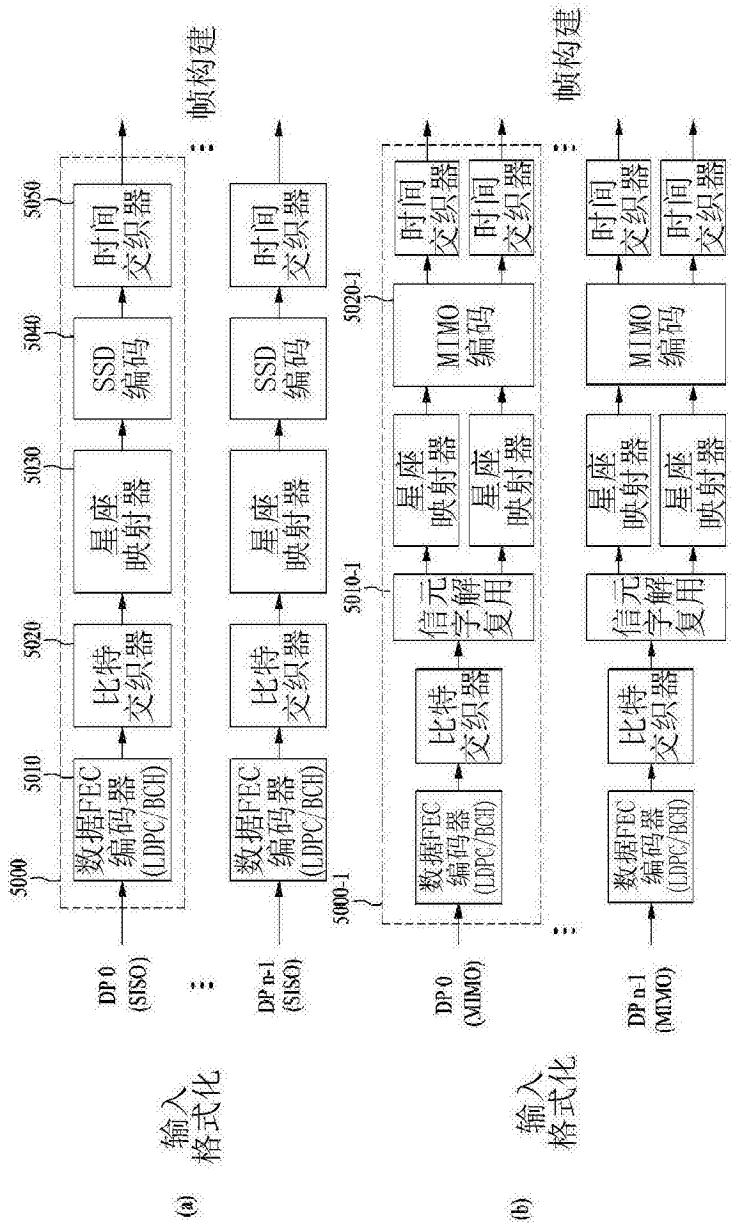 (a)
输入
格式化
DP 0
(SISO)
5000
数据FEC
编码器
(LDPC/BCH)
5010
比特
交织器
5020
星座
映射器
5030
SSD
编码
5040
时间
交织器
5050
帧构建
⋮
DP n-1
(SISO)
数据FEC
编码器
(LDPC/BCH)
比特
交织器
星座
映射器
SSD
编码
时间
交织器
⋮
(b)
输入
格式化
DP 0
(MIMO)
5000-1
数据FEC
编码器
(LDPC/BCH)
比特
交织器
信元
字解
复用
5010-1
星座
映射器
星座
映射器
MIMO
编码
5020-1
时间
交织器
时间
交织器
帧构建
⋮
DP n-1
(MIMO)
数据FEC
编码器
(LDPC/BCH)
比特
交织器
信元
字解
复用
星座
映射器
星座
映射器
MIMO
编码
时间
交织器
时间
交织器
⋮